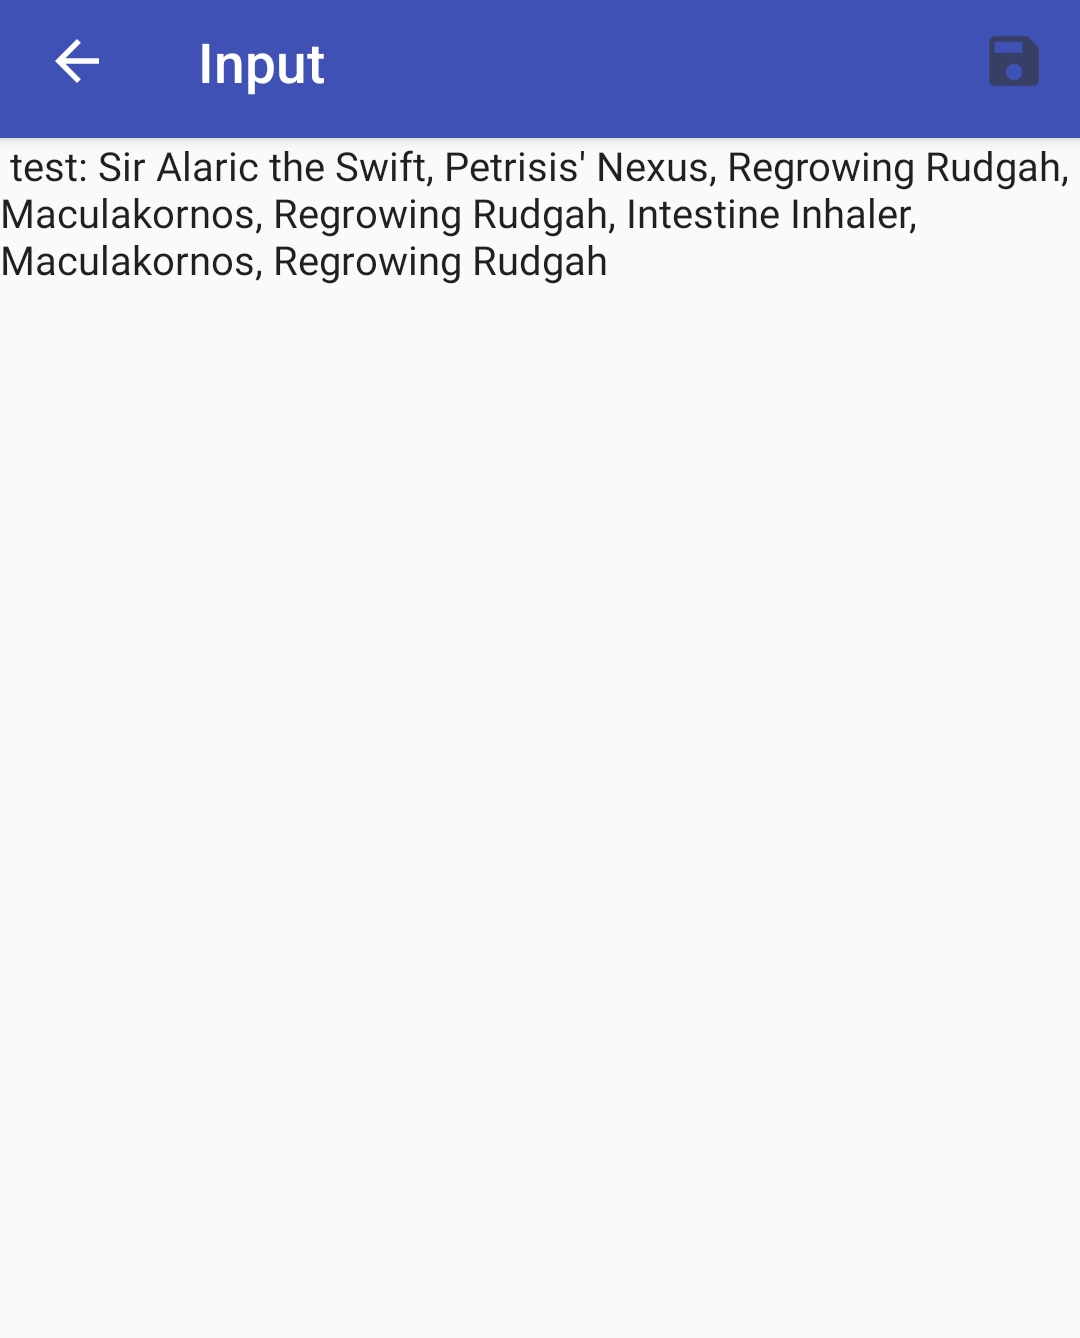 Input
test: Sir Alaric the Swift, Petrisis' Nexus, Regrowing Rudgah,
Maculakornos, Regrowing Rudgah, Intestine Inhaler,
Maculakornos, Regrowing Rudgah